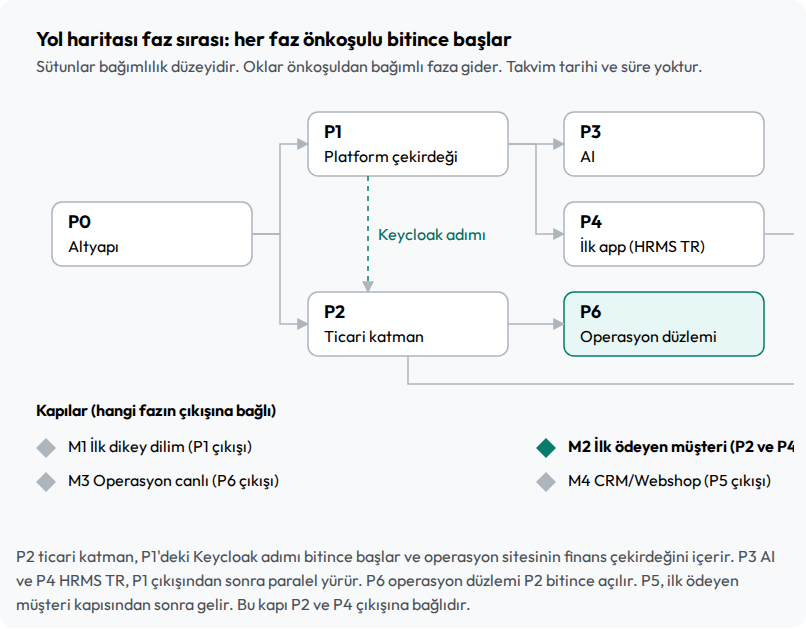 Yol haritası faz sırası: her faz önkoşulu bitince başlar
Sütunlar bağımlılık düzeyidir. Oklar önkoşuldan bağımlı faza gider. Takvim tarihi ve süre yoktur.
P1
Platform çekirdeği
P3
AI
P0
Altyapı
Keycloak adımı
P4
İlk app (HRMS TR)
P2
Ticari katman
P6
Operasyon düzlemi
Kapılar (hangi fazın çıkışına bağlı)
M1 İlk dikey dilim (P1 çıkışı)
M2 İlk ödeyen müşteri (P2 ve P4
M3 Operasyon canlı (P6 çıkışı)
M4 CRM/Webshop (P5 çıkışı)
P2 ticari katman, P1'deki Keycloak adımı bitince başlar ve operasyon sitesinin finans çekirdeğini içerir. P3 AI
ve P4 HRMS TR, P1 çıkışından sonra paralel yürür. P6 operasyon düzlemi P2 bitince açılır. P5, ilk ödeyen
müşteri kapısından sonra gelir. Bu kapı P2 ve P4 çıkışına bağlıdır.